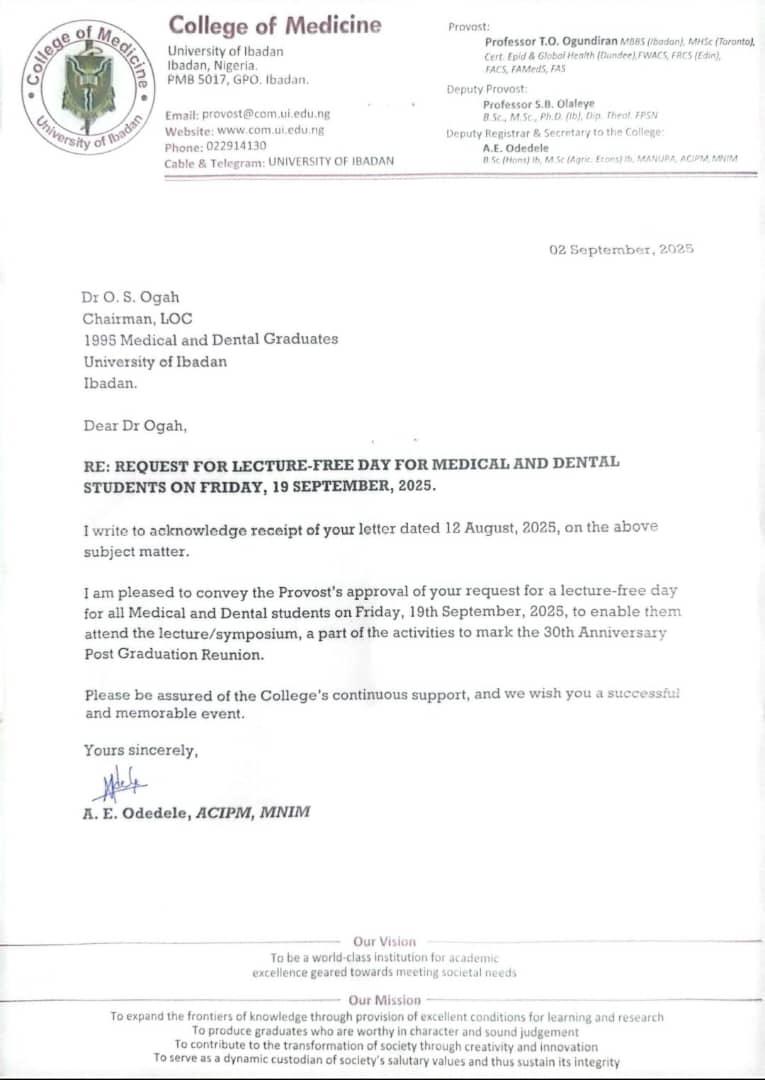 College of Medicine
University of Ibadan
College of Medicine
University of Ibadan
Ibadan, Nigeria.
PMB 5017, GPO. Ibadan.
Email: provost@com.ui.edu.ng
Website: www.com.ui.edu.ng
Phone: 022914130
Cable & Telegram: UNIVERSITY OF IBADAN
Provost:
Professor T.O. Ogundiran MBBS (Ibadan), MHSc (Toronto),
Cert. Epid & Global Health (Dundee),FWACS, FRCS (Edin),
FACS, FAMedS, FAS
Deputy Provost:
Professor S.B. Olaleye
B.Sc., M.Sc., Ph.D. (Ib), Dip. Theol. FPSN
Deputy Registrar & Secretary to the College:
A.E. Odedele
B.Sc (Hons) Ib, M.Sc (Agric. Econs) Ib, MANUPA, ACIPM, MNIM
02 September, 2025
Dr O. S. Ogah
Chairman, LOC
1995 Medical and Dental Graduates
University of Ibadan
Ibadan.
Dear Dr Ogah,
RE: REQUEST FOR LECTURE-FREE DAY FOR MEDICAL AND DENTAL
STUDENTS ON FRIDAY, 19 SEPTEMBER, 2025.
I write to acknowledge receipt of your letter dated 12 August, 2025, on the above
subject matter.
I am pleased to convey the Provost's approval of your request for a lecture-free day
for all Medical and Dental students on Friday, 19th September, 2025, to enable them
attend the lecture/symposium, a part of the activities to mark the 30th Anniversary
Post Graduation Reunion.
Please be assured of the College's continuous support, and we wish you a successful
and memorable event.
Yours sincerely,
A. E. Odedele, ACIPM, MNIM
Our Vision
To be a world-class institution for academic
excellence geared towards meeting societal needs
Our Mission
To expand the frontiers of knowledge through provision of excellent conditions for learning and research
To produce graduates who are worthy in character and sound judgement
To contribute to the transformation of society through creativity and innovation
To serve as a dynamic custodian of society's salutary values and thus sustain its integrity